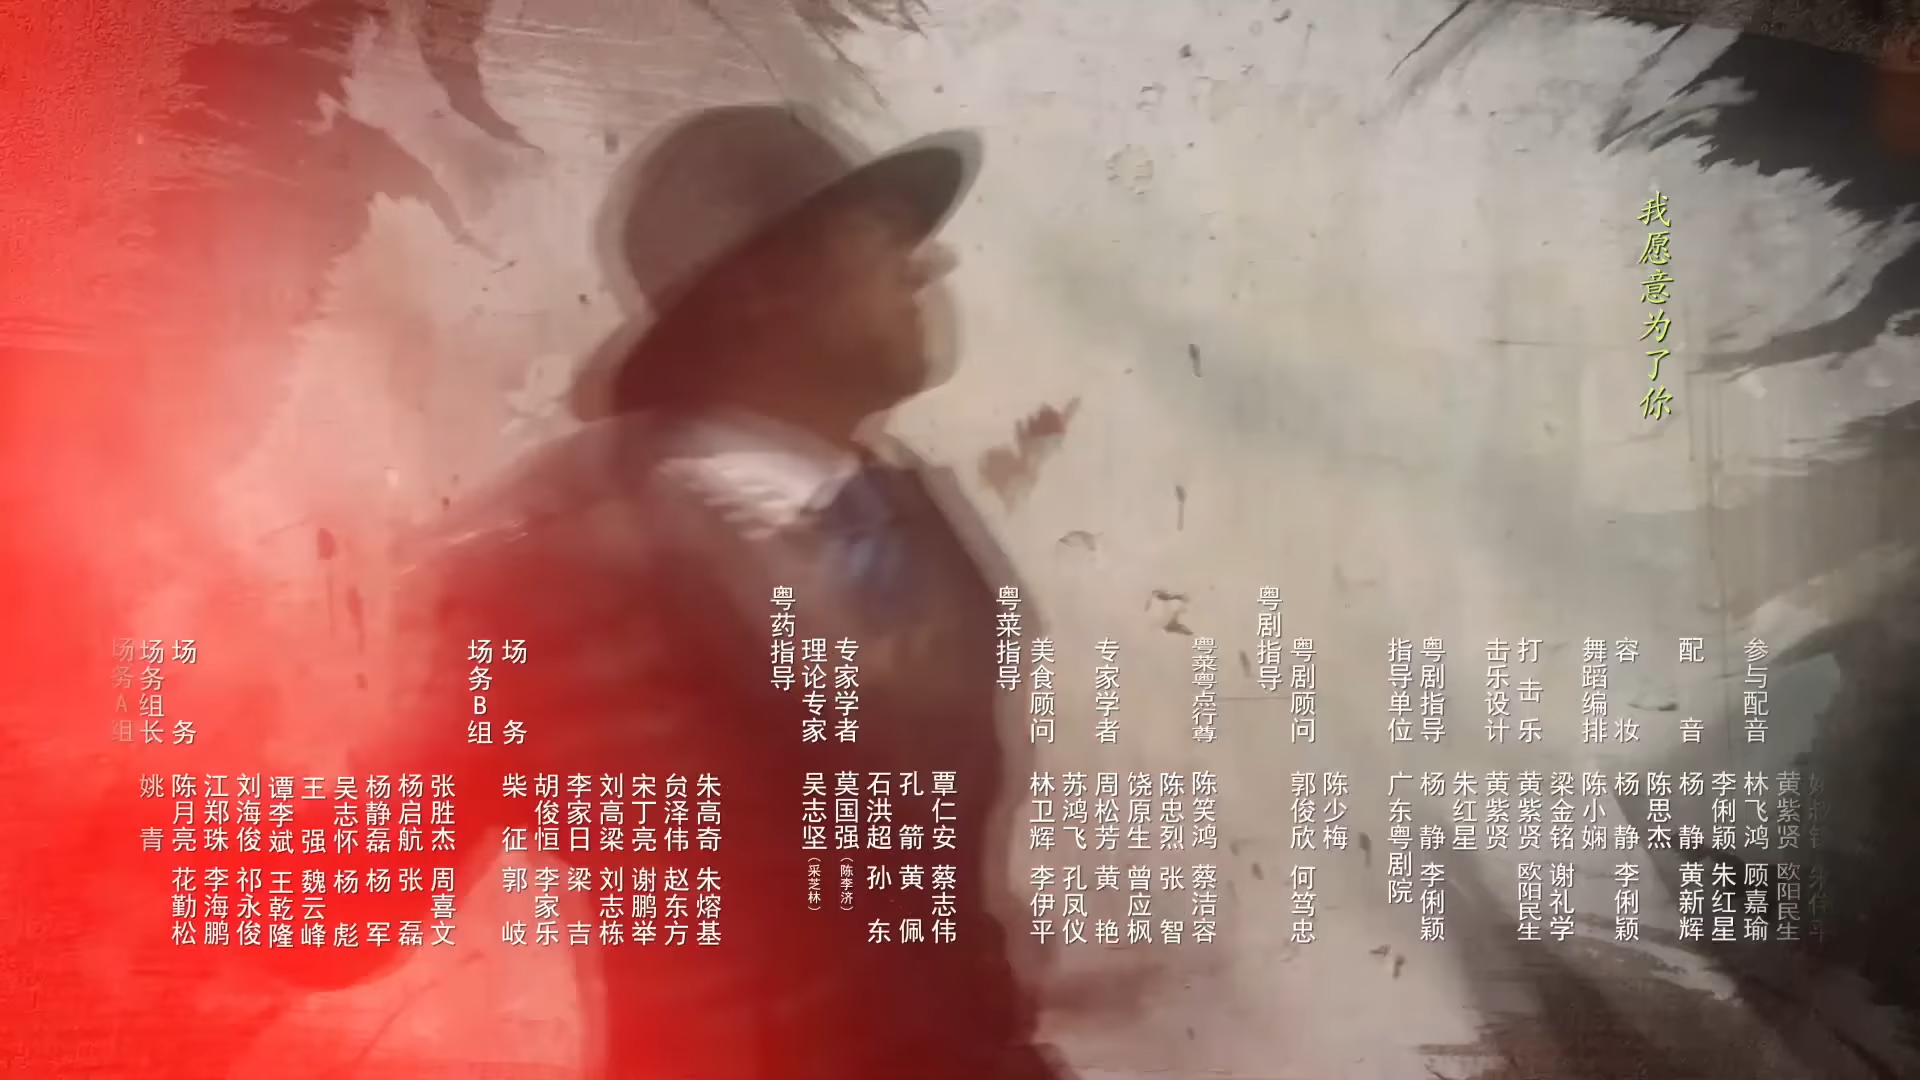 场务A组
场务组长 姚青
场务 陈月亮 花勤松
江郑珠 李海鹏
刘海俊 祁永俊
谭李斌 王乾隆
王强 魏云峰
吴志怀 杨彪
杨静磊 杨军
杨启航 张磊
张胜杰 周喜文
场务B组
场务 柴征 郭岐
胡俊恒 李家乐
李家日 梁吉
刘高梁 刘志栋
宋丁亮 谢鹏举
贠泽伟 赵东方
朱高奇 朱熔基
粤药指导
理论专家 吴志坚（采芝林）
专家学者 莫国强（陈李济）
石洪超 孙东
孔箭 黄佩
覃仁安 蔡志伟
粤菜指导
美食顾问 林卫辉 李伊平
苏鸿飞 孔凤仪
专家学者 周松芳 黄艳
饶原生 曾应枫
陈忠烈 张智
粤菜粤点行尊 陈笑鸿 蔡洁容
粤剧指导
粤剧顾问 郭俊欣 何笃忠
陈少梅
指导单位 广东粤剧院
粤剧指导 杨静 李俐颖
朱红星
击乐设计 黄紫贤
打击乐 黄紫贤 欧阳民生
梁金铭 谢礼学
舞蹈编排 陈小娴
容妆 杨静 李俐颖
陈思杰
配音 杨静 黄新辉
李俐颖 朱红星
参与配音 林飞鸿 顾嘉瑜
黄紫贤 欧阳民生
我愿意为了你